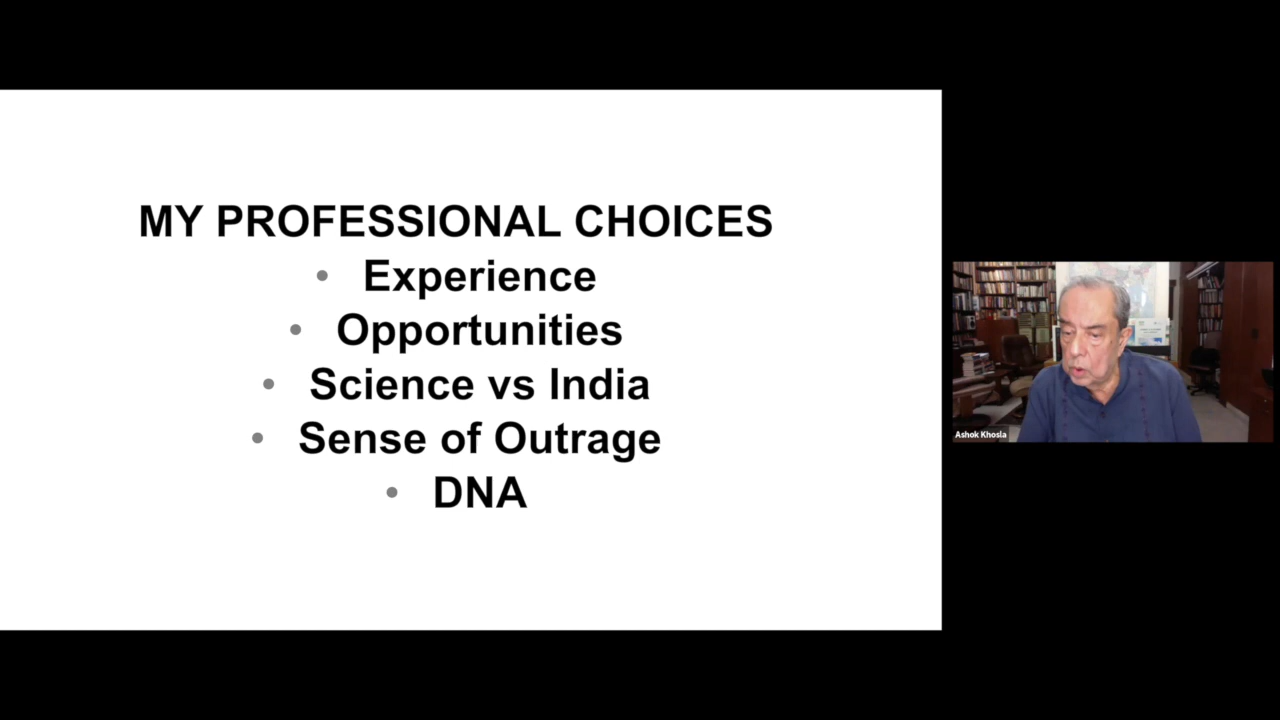 MY PROFESSIONAL CHOICES
• Experience
• Opportunities
• Science vs India
• Sense of Outrage
• DNA
Ashok Khosla